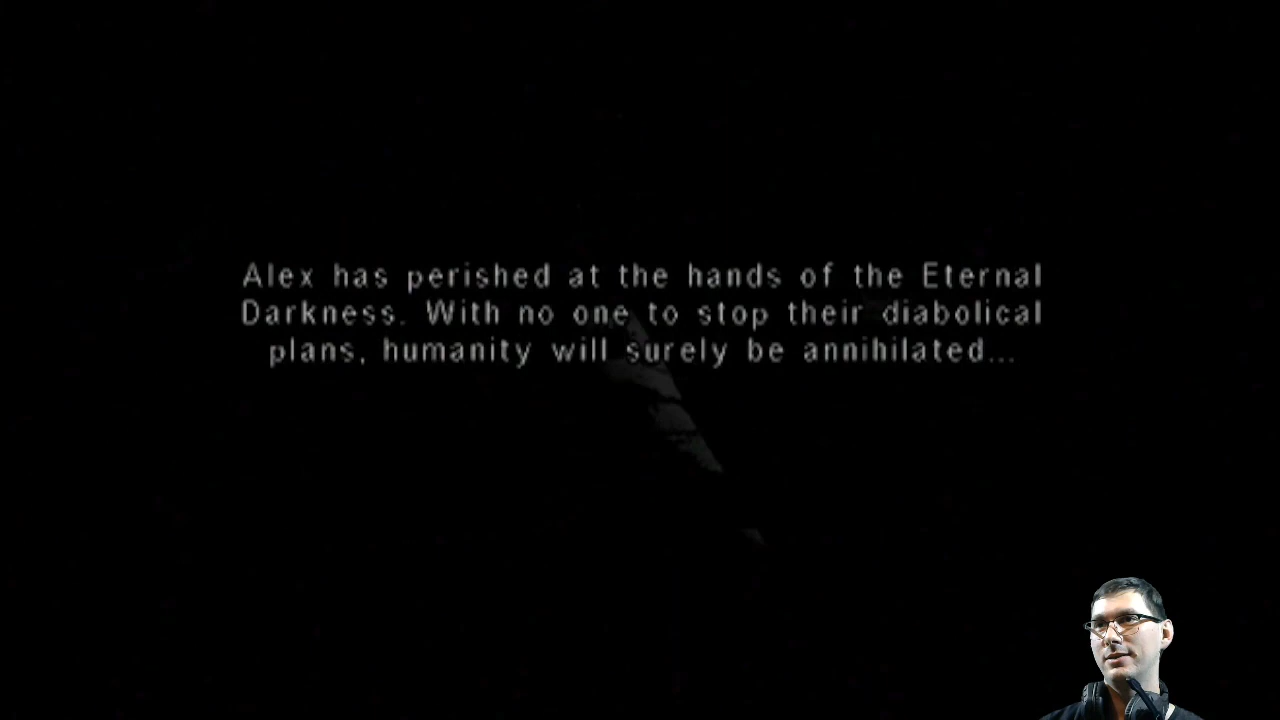 Alex has perished at the hands of the Eternal
Darkness. With no one to stop their diabolical
plans, humanity will surely be annihilated...